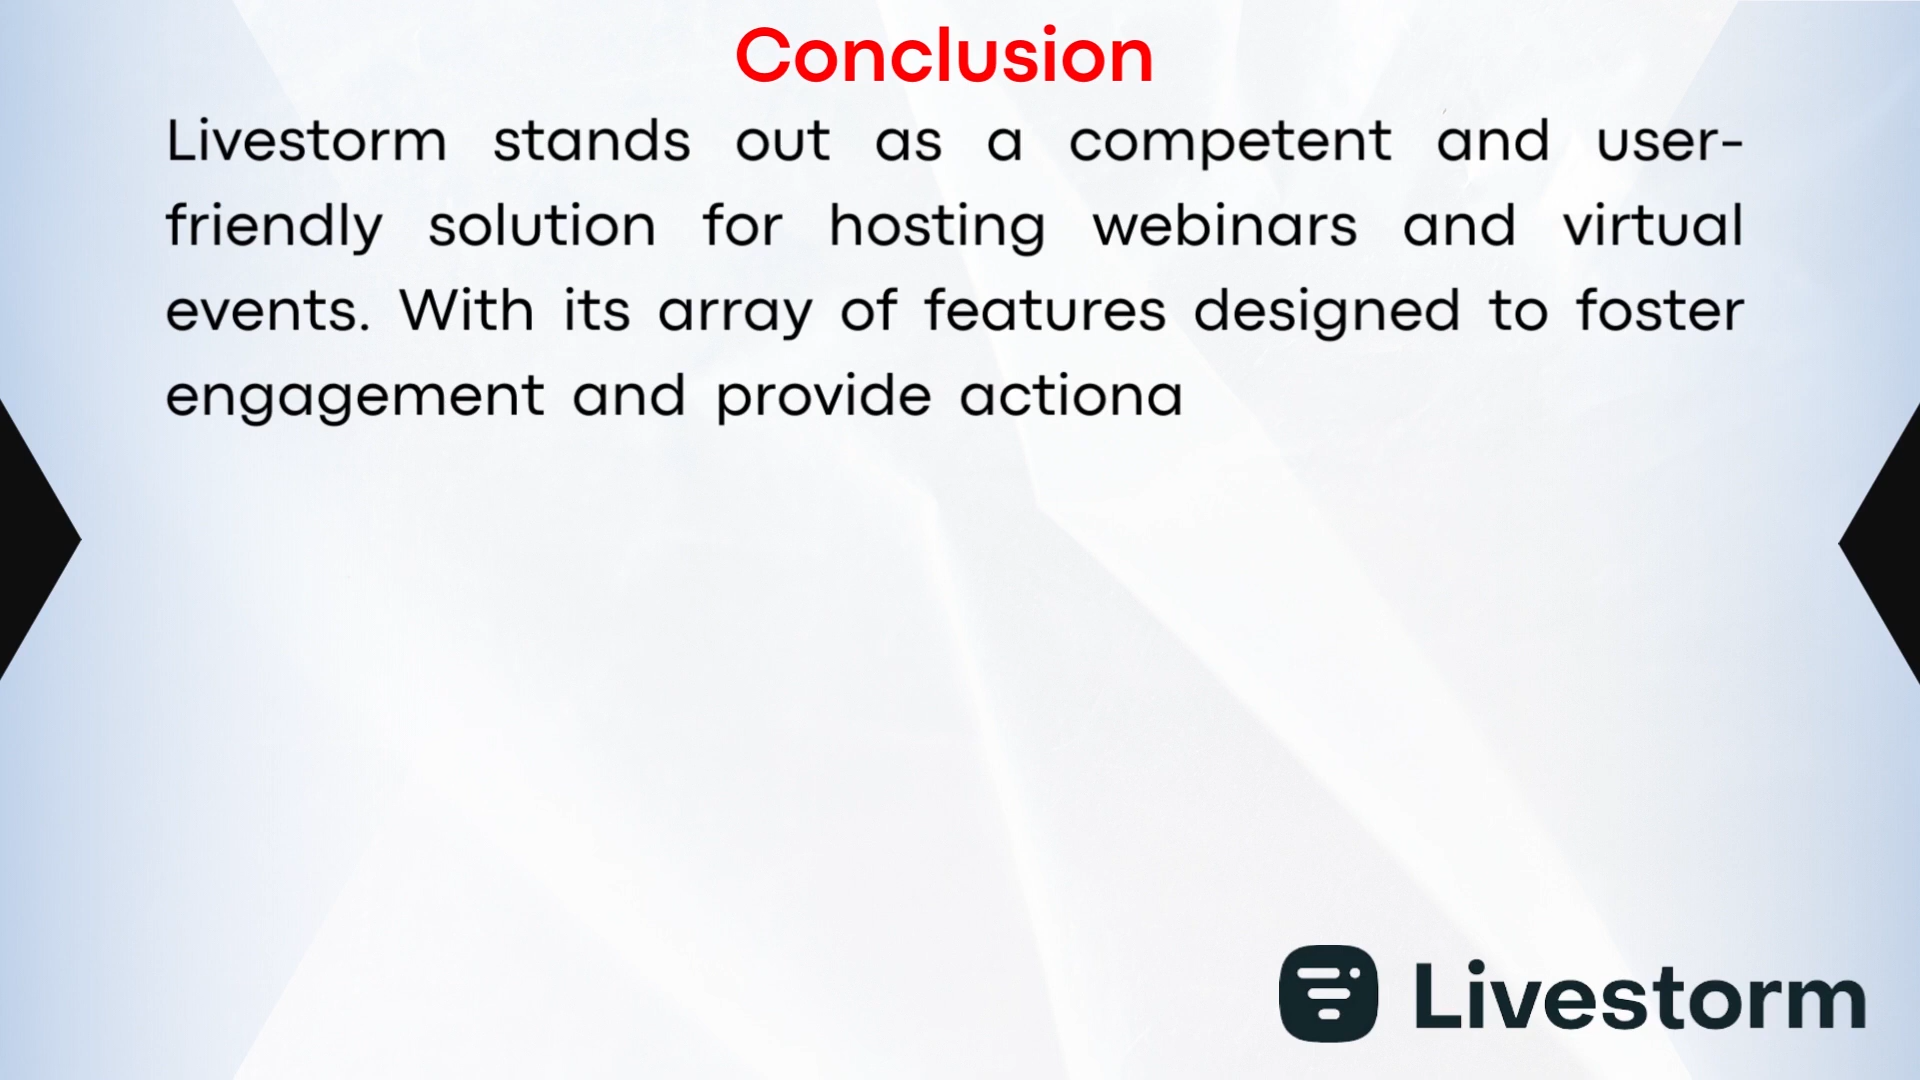 Conclusion
Livestorm stands out as a competent and user-
friendly solution for hosting webinars and virtual
events. With its array of features designed to foster
engagement and provide actiona
Livestorm